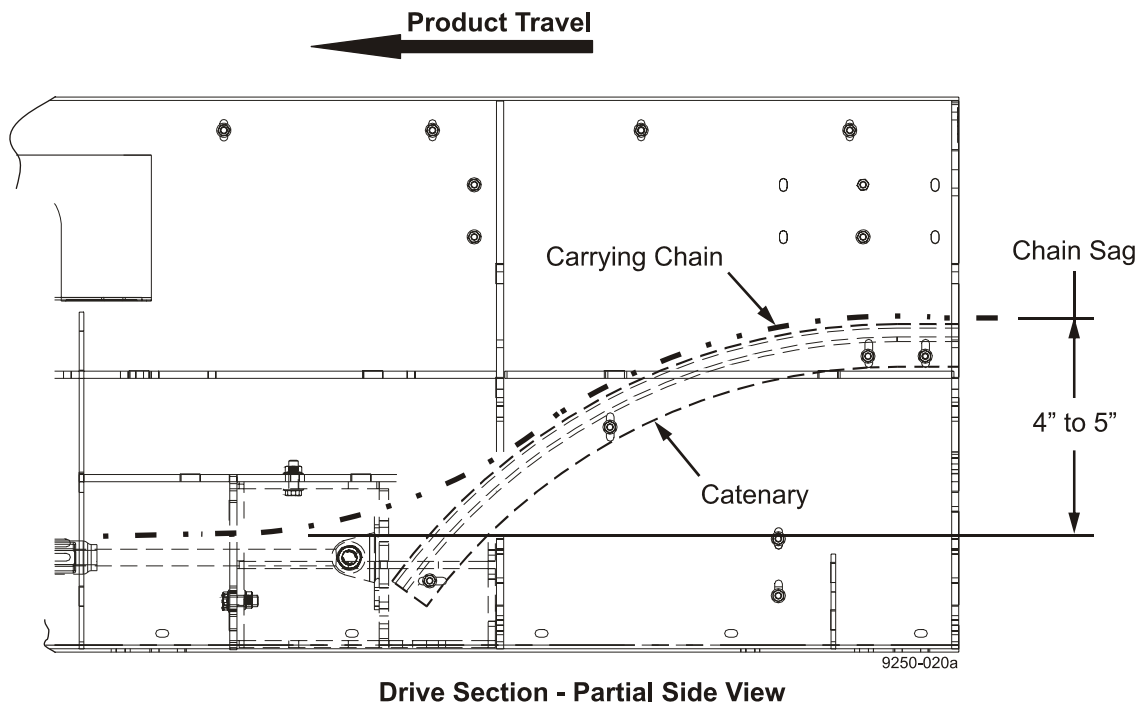 Product Travel
Carrying Chain
Chain Sag
4” to 5”
Catenary
9250-020a
Drive Section - Partial Side View